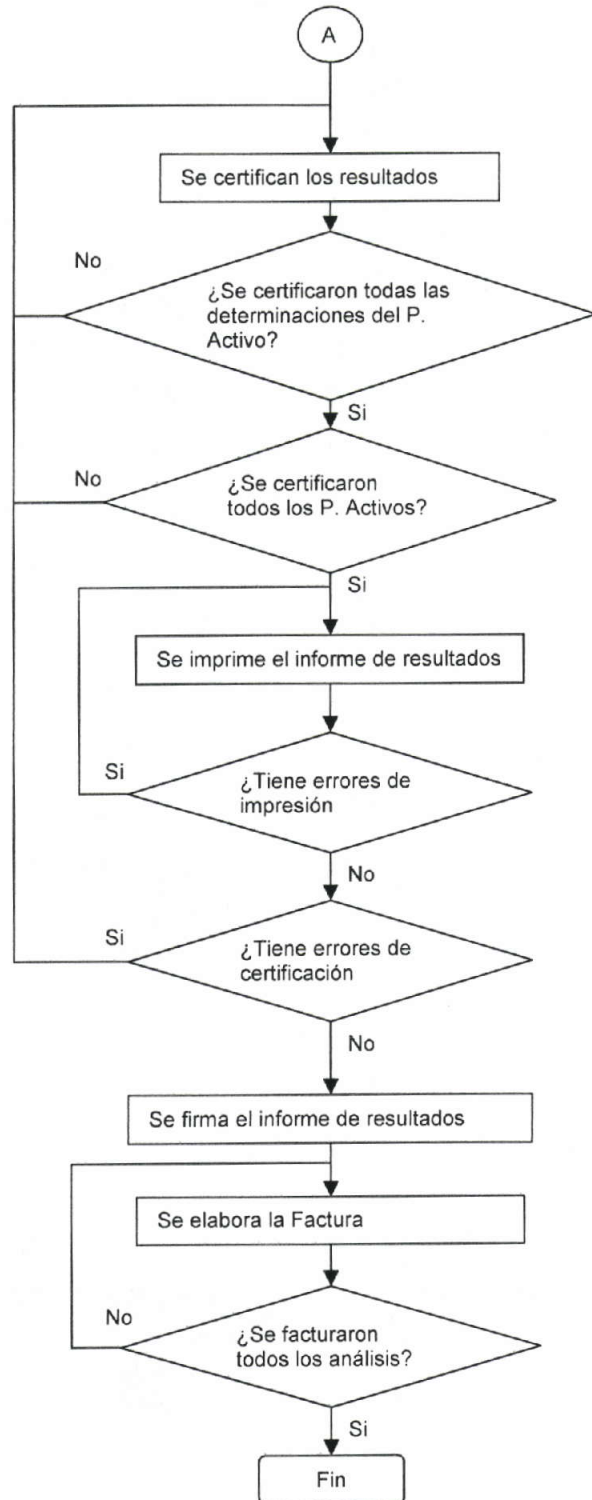 A
Se certifican los resultados
No
¿Se certificaron todas las
determinaciones del P.
Activo?
Si
No
¿Se certificaron
todos los P. Activos?
Si
Se imprime el informe de resultados
Si
¿Tiene errores de
impresión
No
Si
¿Tiene errores de
certificación
No
Se firma el informe de resultados
Se elabora la Factura
No
¿Se facturaron
todos los análisis?
Si
Fin